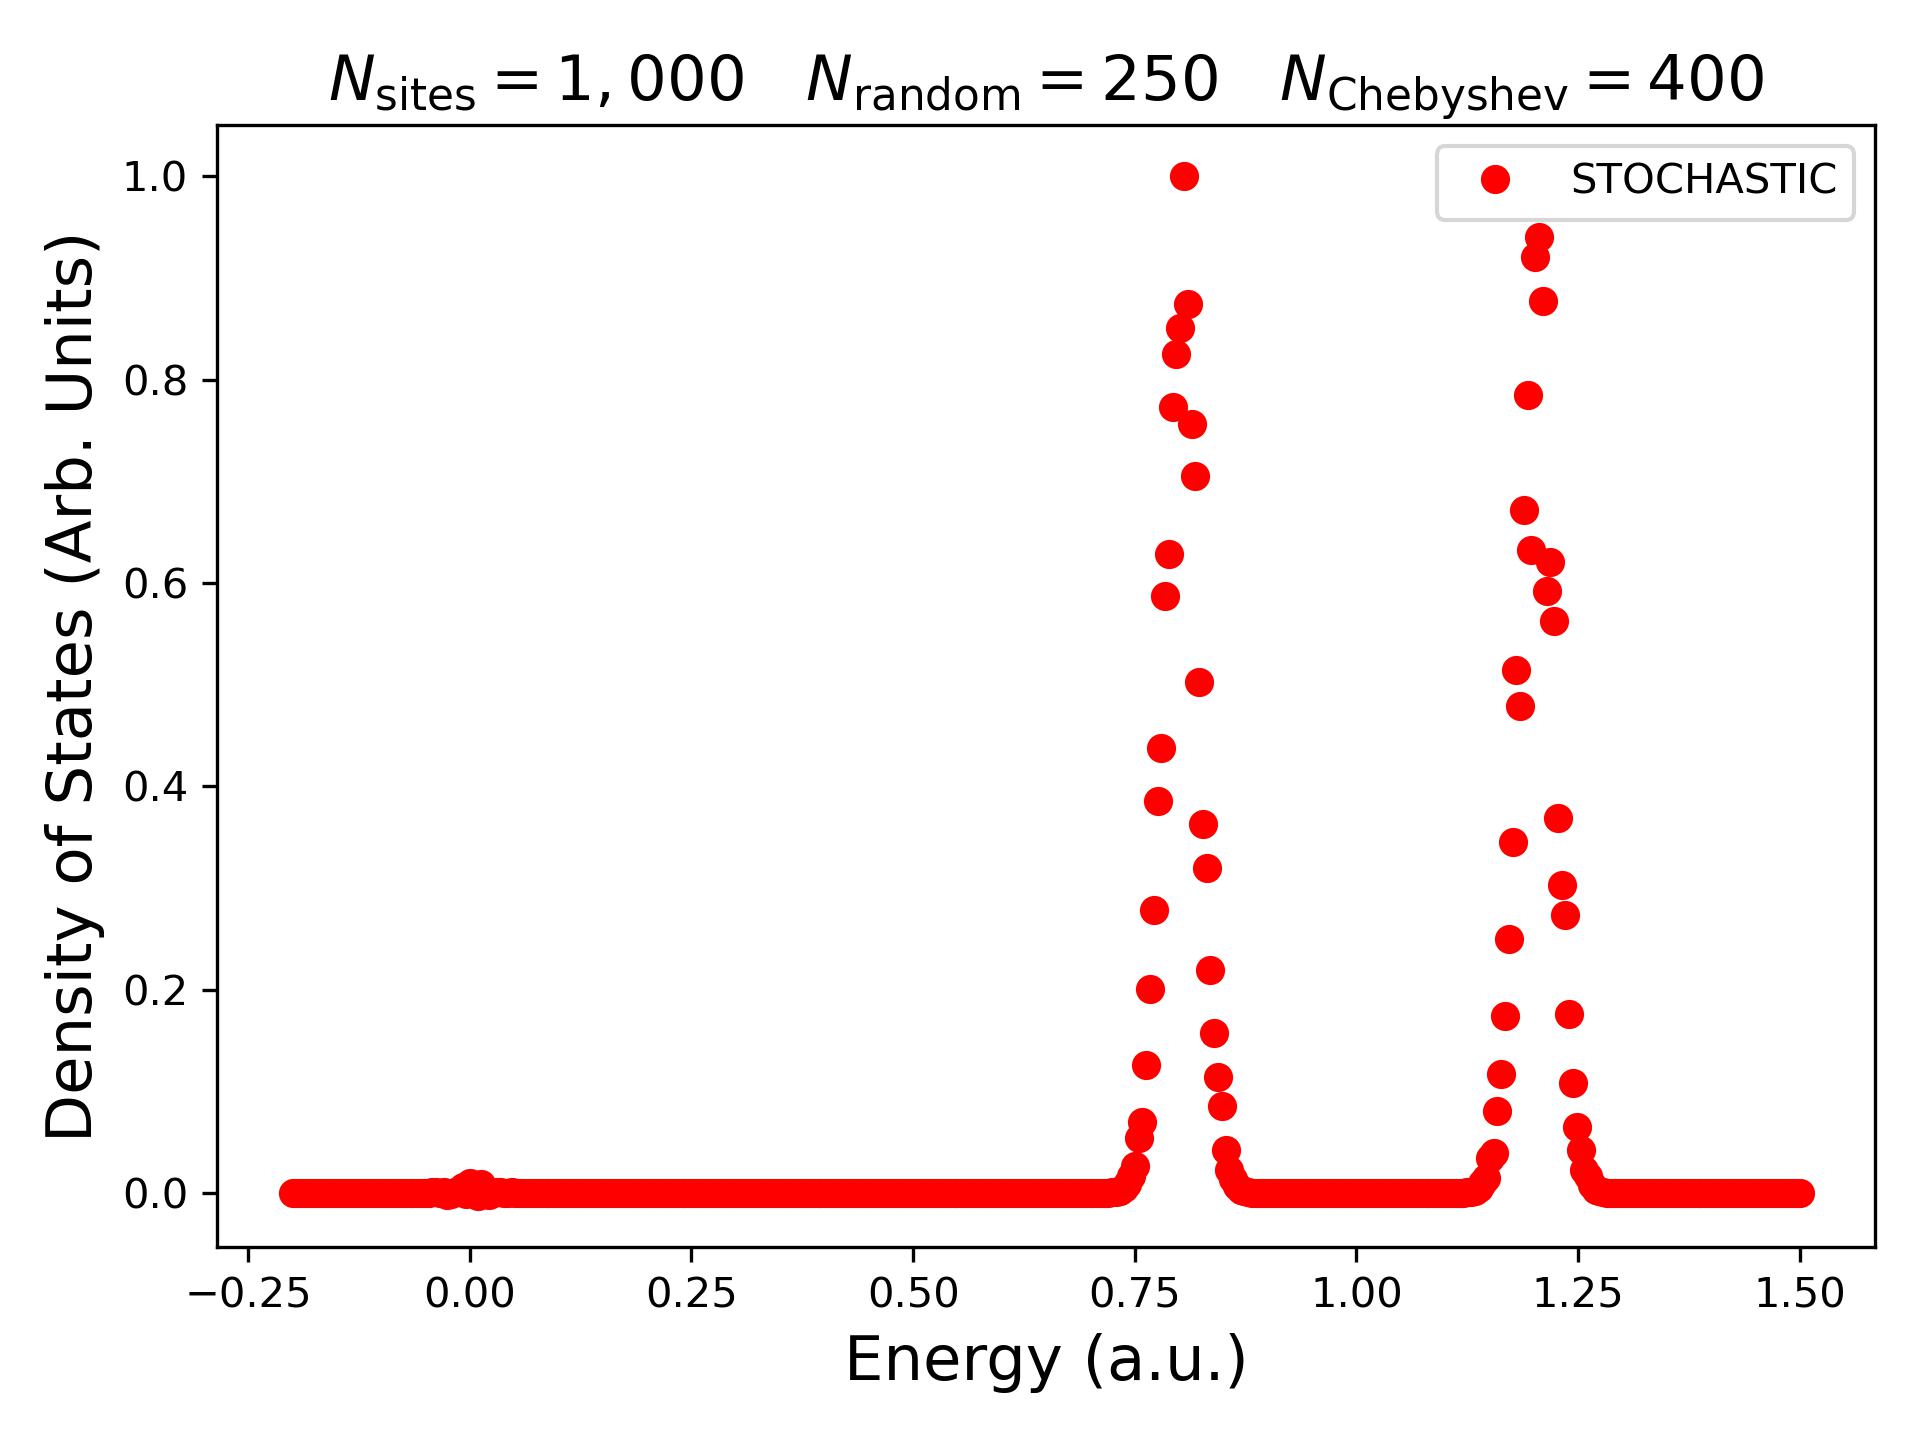 N_sites = 1,000 N_random = 250 N_Chebyshev = 400
STOCHASTIC
Density of States (Arb. Units)
1.0
0.8
0.6
0.4
0.2
0.0
−0.25 0.00 0.25 0.50 0.75 1.00 1.25 1.50
Energy (a.u.)